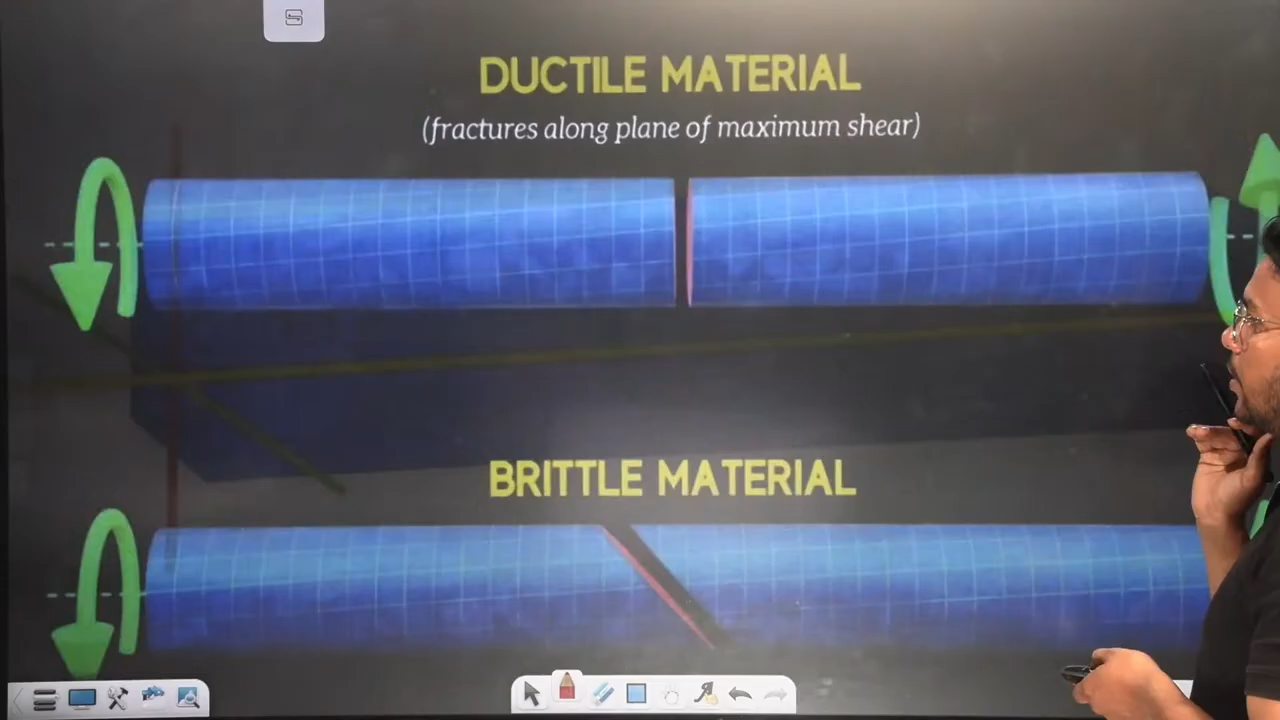 DUCTILE MATERIAL
(fractures along plane of maximum shear)
BRITTLE MATERIAL